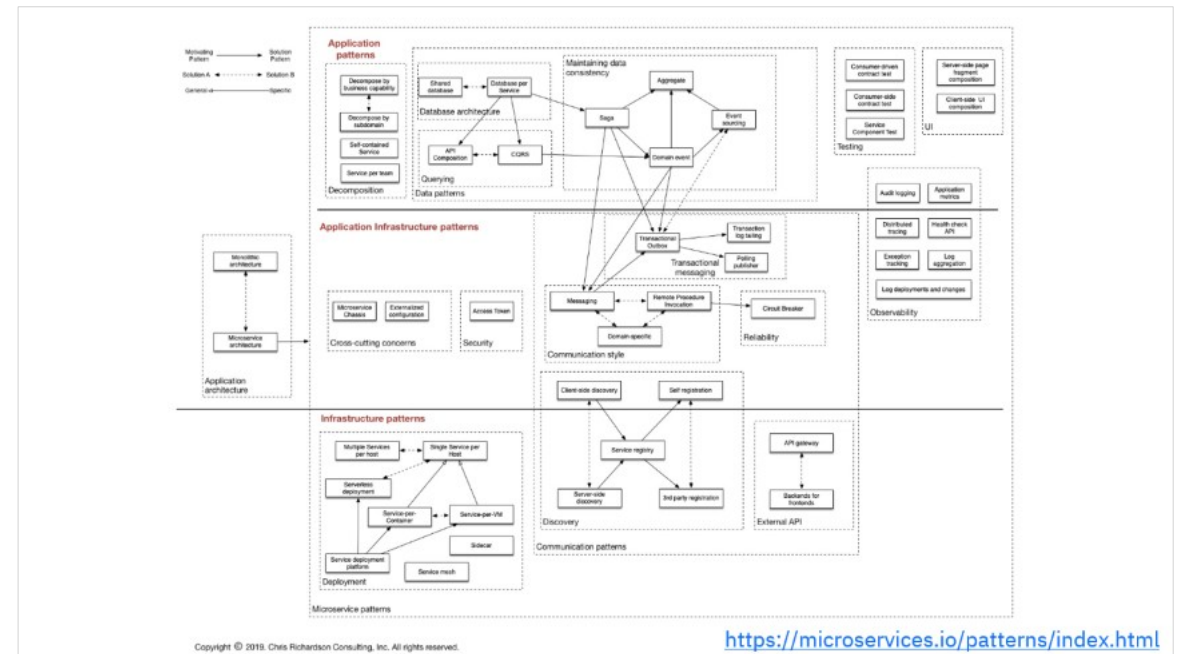 Application patterns
Motivating Pattern
Solution Pattern
Solution A
Solution B
General
Specific
Decompose by business capability
Decompose by subdomain
Self-contained Service
Service per team
Decomposition
Shared database
Database per Service
Database architecture
API Composition
CQRS
Querying
Data patterns
Maintaining data consistency
Aggregate
Saga
Event sourcing
Domain event
Consumer-driven contract test
Consumer-side contract test
Service Component Test
Testing
Server-side page fragment composition
Client-side UI composition
UI
Application Infrastructure patterns
Audit logging
Application metrics
Distributed tracing
Health check API
Exception tracking
Log aggregation
Log deployments and changes
Observability
Transactional Outbox
Transaction log tailing
Polling publisher
Transactional messaging
Monolithic architecture
Microservice architecture
Application architecture
Microservice Chassis
Externalized configuration
Cross-cutting concerns
Access Token
Security
Messaging
Remote Procedure Invocation
Domain-specific
Communication style
Circuit Breaker
Reliability
Infrastructure patterns
Client-side discovery
Self registration
Service registry
Server-side discovery
3rd party registration
Discovery
API gateway
Backends for frontends
External API
Communication patterns
Multiple Services per host
Single Service per Host
Serverless deployment
Service-per-Container
Service-per-VM
Sidecar
Service deployment platform
Service mesh
Deployment
Microservice patterns
Copyright © 2019. Chris Richardson Consulting, Inc. All rights reserved.
https://microservices.io/patterns/index.html